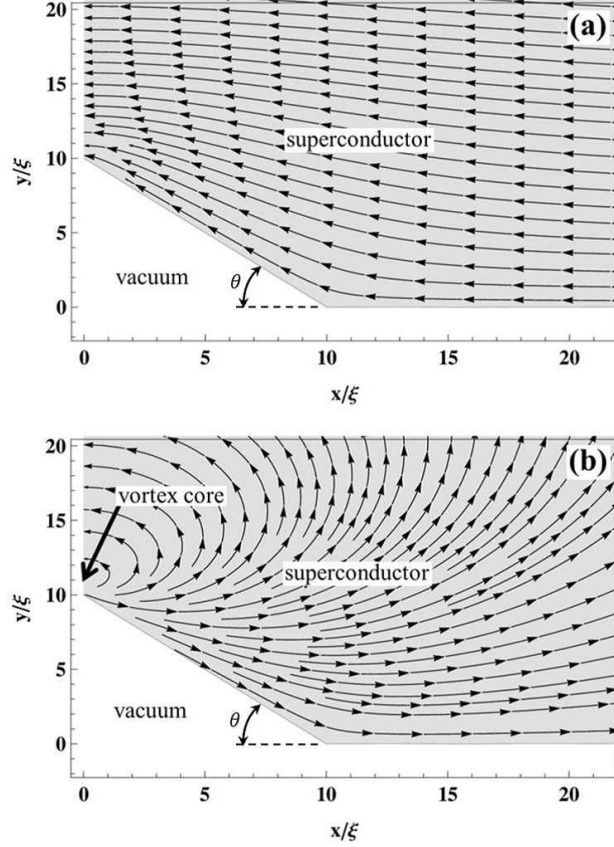 (a)
20
15
superconductor
y/ξ
10
5
vacuum
θ
0
0 5 10 15 20
x/ξ
(b)
20
vortex core
15
superconductor
y/ξ
10
5
vacuum
θ
0
0 5 10 15 20
x/ξ